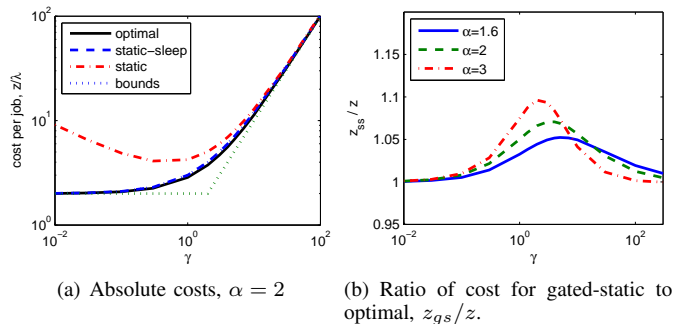 optimal
static-sleep
static
bounds
cost per job, z/λ
10²
10¹
10⁰
10⁻²
10⁰
10²
γ
(a) Absolute costs, α = 2
α=1.6
α=2
α=3
z_ss / z
1.2
1.15
1.1
1.05
1
0.95
10⁻²
10⁰
10²
γ
(b) Ratio of cost for gated-static to
optimal, z_gs/z.